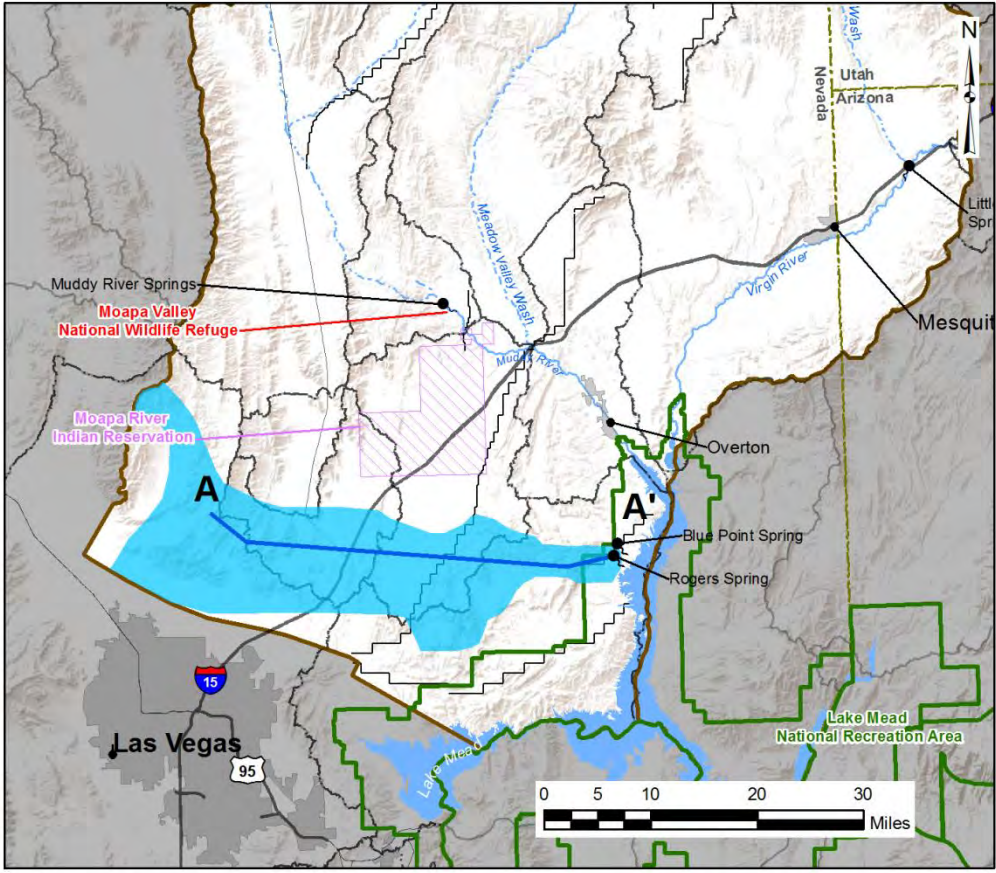 Wash
N
Utah
Nevada
Arizona
Littl
Spri
Meadow Valley Wash
Virgin River
Muddy River Springs
Moapa Valley
National Wildlife Refuge
Mesquit
Muddy River
Moapa River
Indian Reservation
Overton
A
A'
Blue Point Spring
Rogers Spring
15
Las Vegas
95
Lake Mead
Lake Mead
National Recreation Area
0 5 10 20 30
Miles